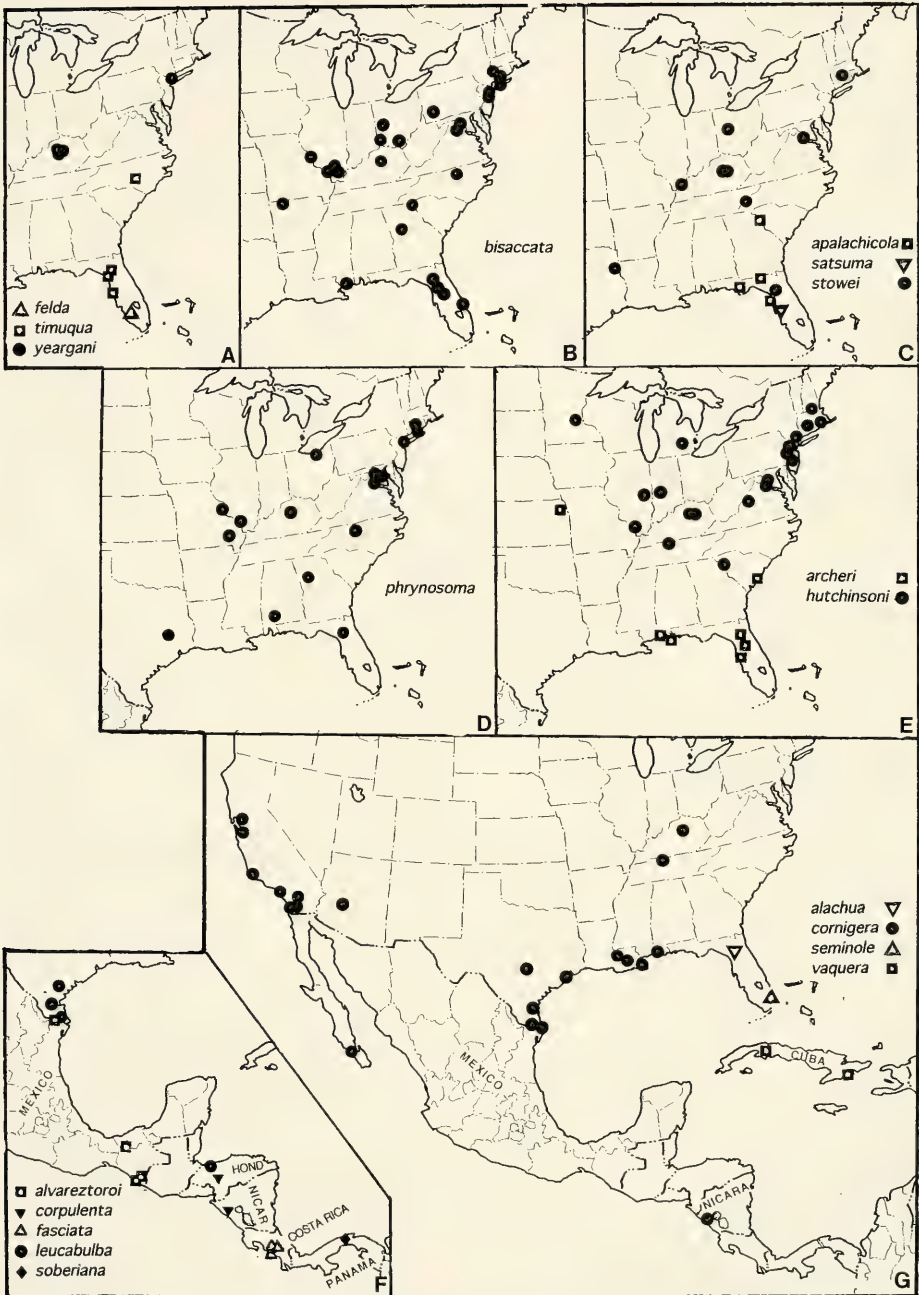 felda
timuqua
yeargani
A
bisaccata
B
apalachicola
satsuma
stowei
C
phrynosoma
D
archeri
hutchinsoni
E
MEXICO
HOND
NICAR
COSTA RICA
PANAMA
alvareztoroi
corpulenta
fasciata
leucabulba
soberiana
F
alachua
cornigera
seminole
vaquera
MEXICO
CUBA
NICARA
G